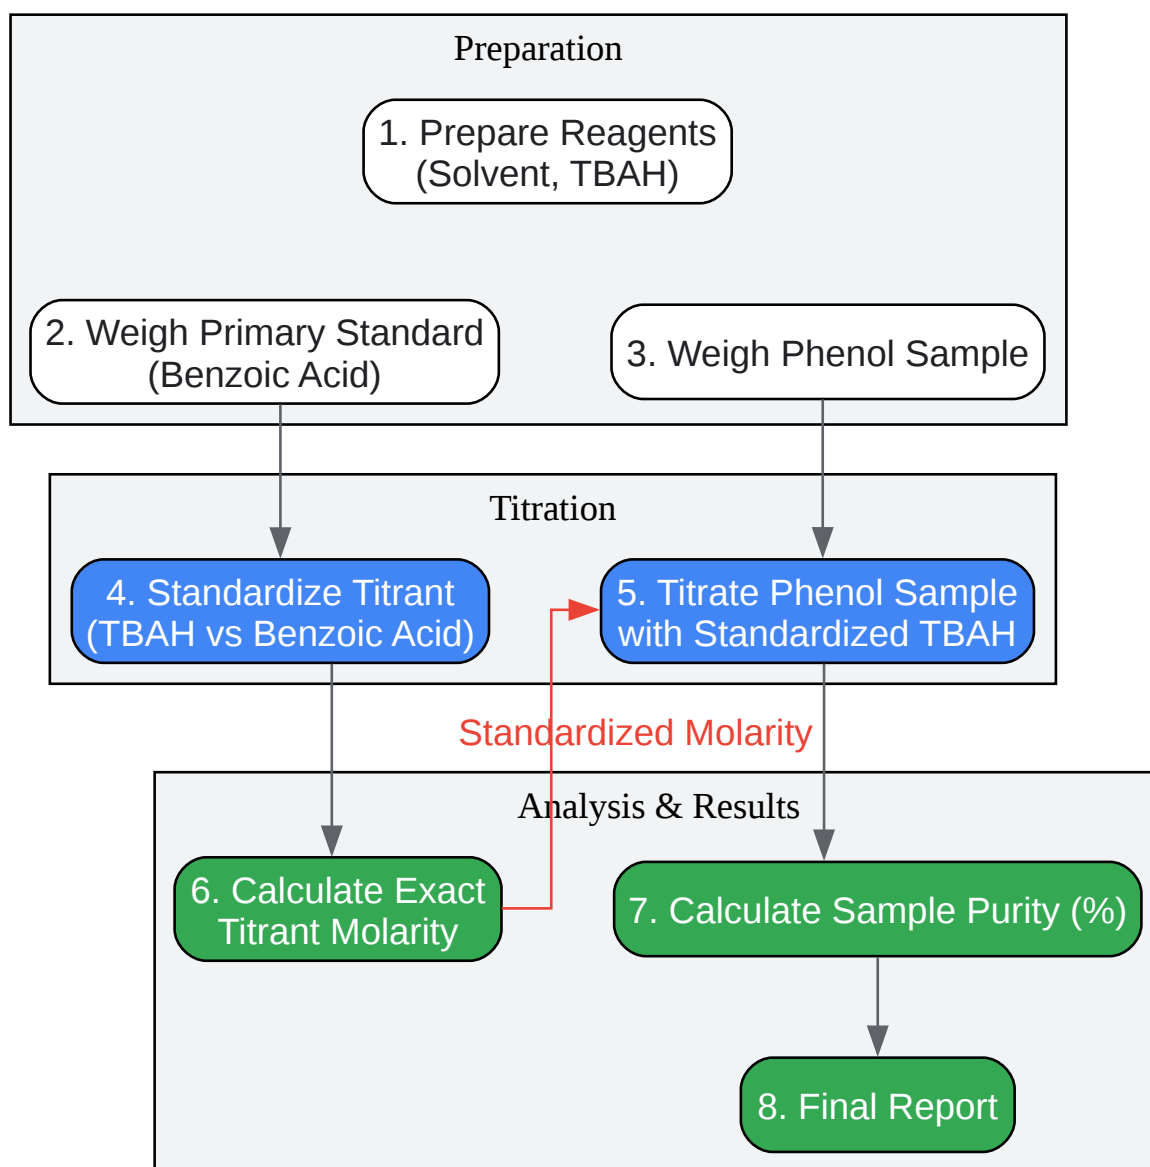 Preparation
1. Prepare Reagents
(Solvent, TBAH)
2. Weigh Primary Standard
(Benzoic Acid)
3. Weigh Phenol Sample
Titration
4. Standardize Titrant
(TBAH vs Benzoic Acid)
5. Titrate Phenol Sample
with Standardized TBAH
Standardized Molarity
Analysis & Results
6. Calculate Exact
Titrant Molarity
7. Calculate Sample Purity (%)
8. Final Report